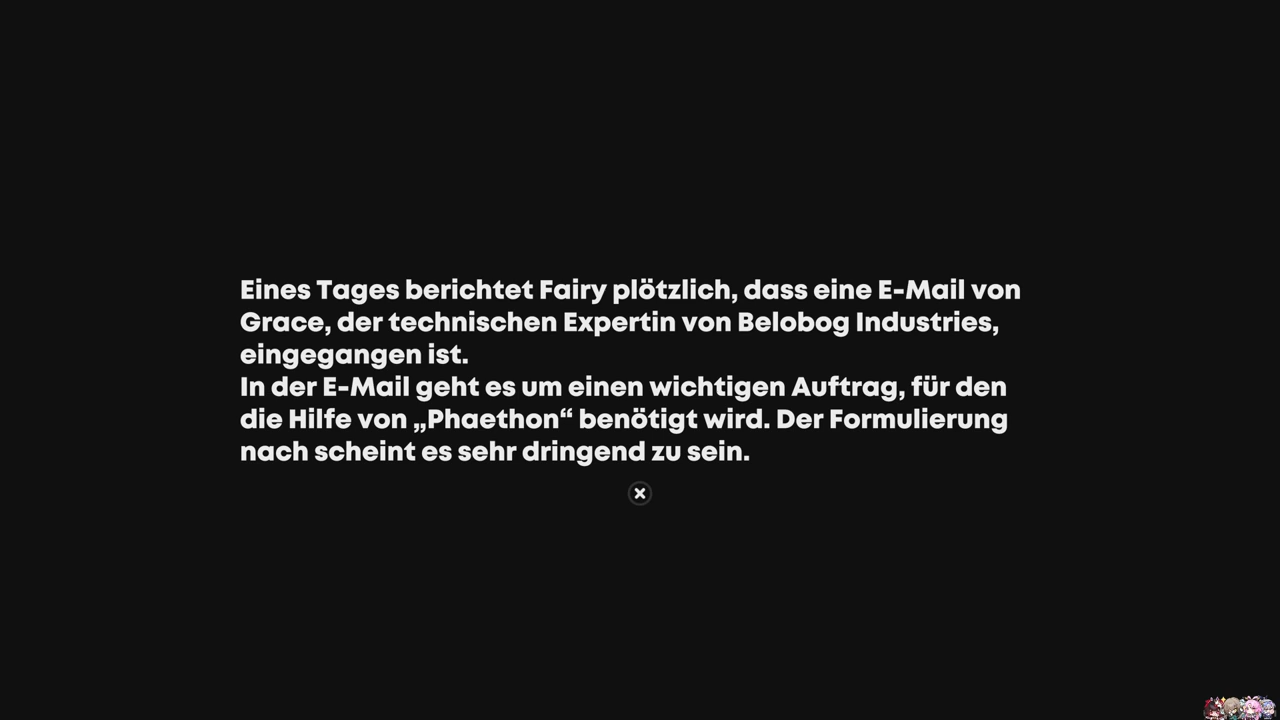 Eines Tages berichtet Fairy plötzlich, dass eine E-Mail von
Grace, der technischen Expertin von Belobog Industries,
eingegangen ist.
In der E-Mail geht es um einen wichtigen Auftrag, für den
die Hilfe von „Phaethon“ benötigt wird. Der Formulierung
nach scheint es sehr dringend zu sein.